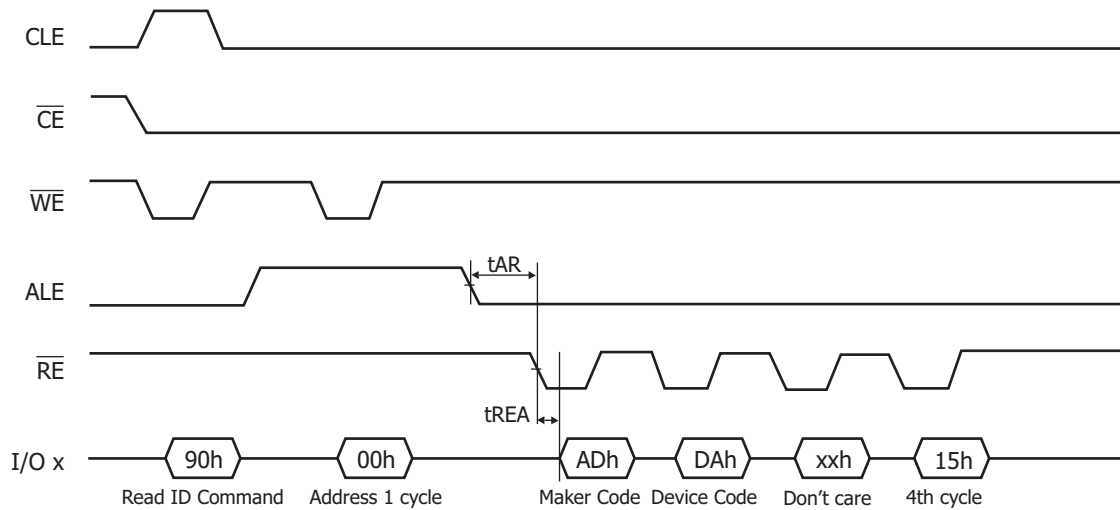 CLE
CE
WE
ALE
tAR
RE
tREA
I/O x
90h
00h
ADh
DAh
xxh
15h
Read ID Command
Address 1 cycle
Maker Code
Device Code
Don't care
4th cycle